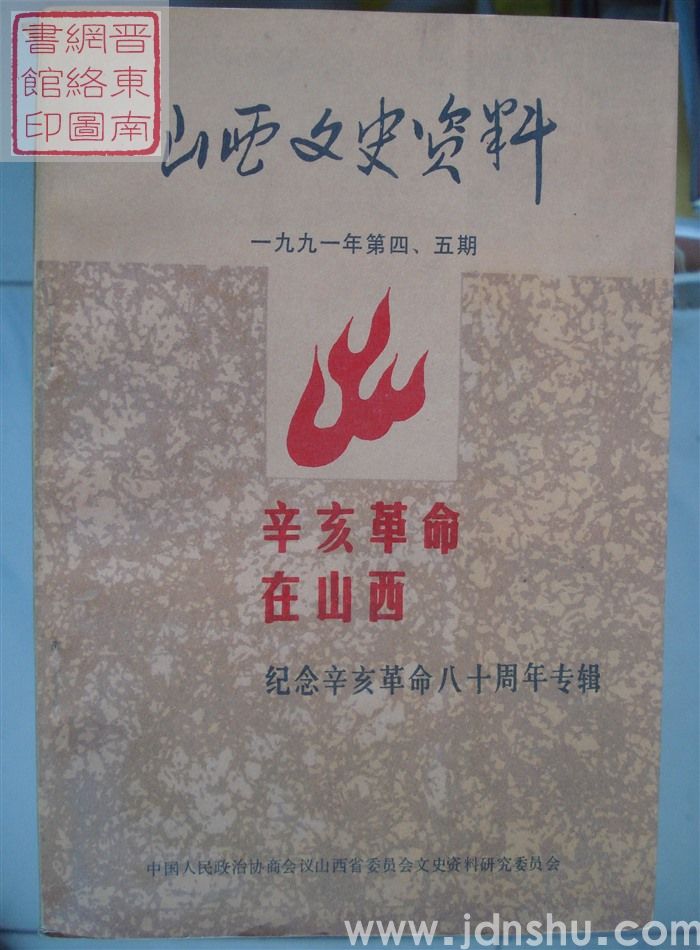 晋东南
網絡圖
書館印
山西文史资料
一九九一年第四、五期
辛亥革命
在山西
纪念辛亥革命八十周年专辑
中国人民政治协商会议山西省委员会文史资料研究委员会
www.jdnshu.com